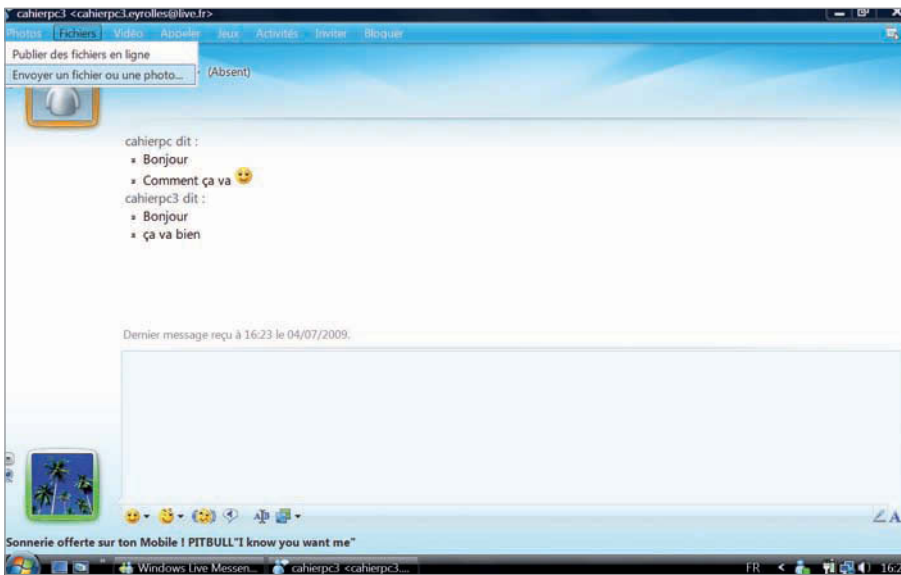 cahierpc3 <cahierpc3.eyrolles@live.fr>
Photos Fichiers Vidéo Appeler Jeux Activités Inviter Bloquer
Publier des fichiers en ligne
Envoyer un fichier ou une photo...
(Absent)
cahierpc dit :
Bonjour
Comment ça va
cahierpc3 dit :
Bonjour
ça va bien
Dernier message reçu à 16:23 le 04/07/2009.
Sonnerie offerte sur ton Mobile ! PITBULL"I know you want me"
Windows Live Messen... cahierpc3 <cahierpc3.... FR